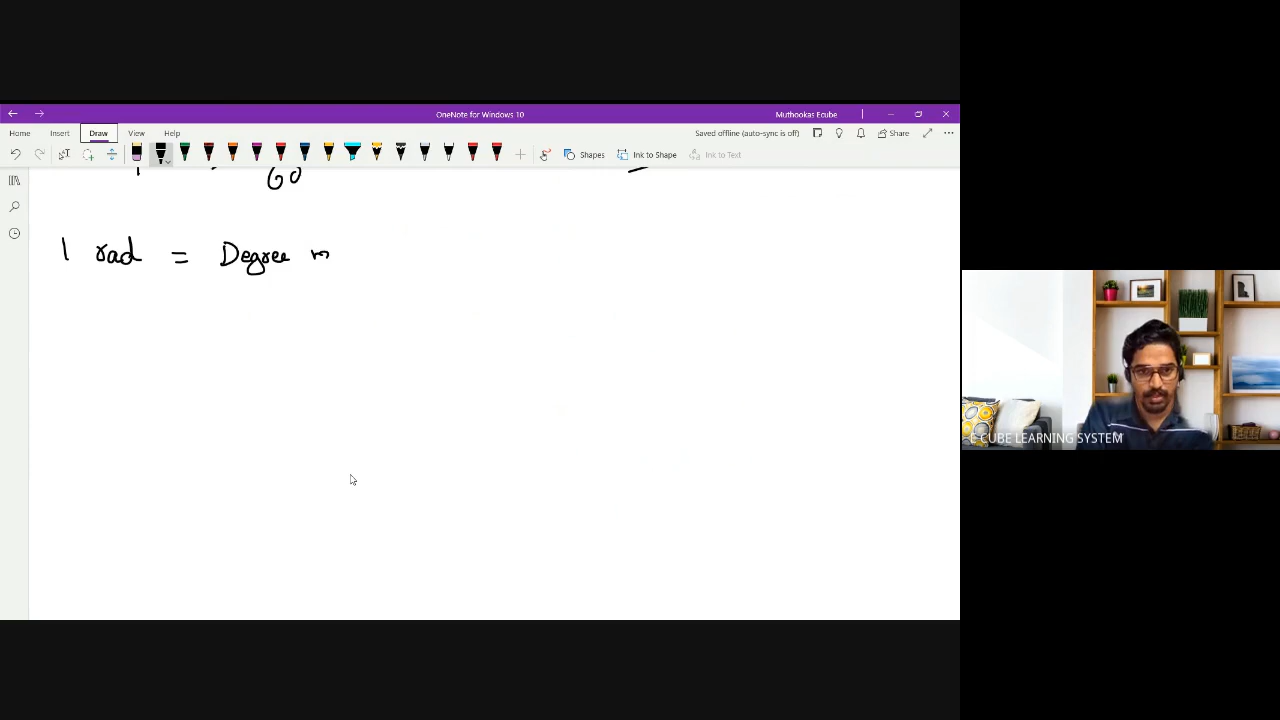 OneNote for Windows 10
Muthookas Ecube
Home Insert Draw View Help
Saved offline (auto-sync is off)
Share
Shapes
Ink to Shape
Ink to Text
60
1 rad = Degree m
E CUBE LEARNING SYSTEM